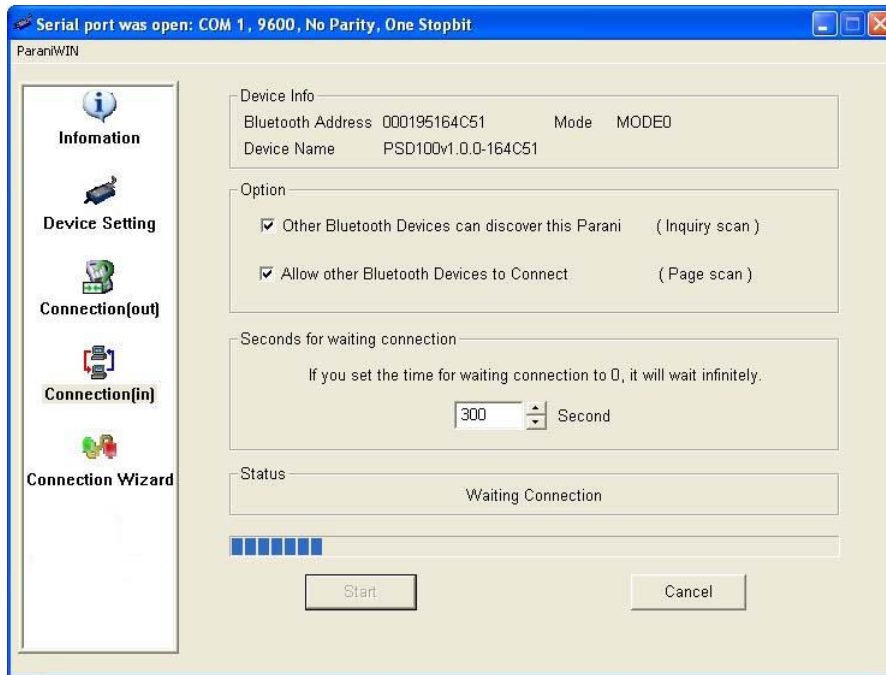 Serial port was open: COM 1, 9600, No Parity, One Stopbit
ParaniWIN
Infomation
Device Setting
Connection(out)
Connection(in)
Connection Wizard
Device Info
Bluetooth Address 000195164C51 Mode MODE0
Device Name PSD100v1.0.0-164C51
Option
Other Bluetooth Devices can discover this Parani ( Inquiry scan )
Allow other Bluetooth Devices to Connect ( Page scan )
Seconds for waiting connection
If you set the time for waiting connection to 0, it will wait infinitely.
300 Second
Status
Waiting Connection
Start Cancel